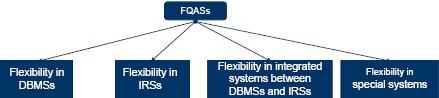 FQASs
Flexibility in
DBMSs
Flexibility in
IRSs
Flexibility in integrated
systems between
DBMSs and IRSs
Flexibility in
special systems